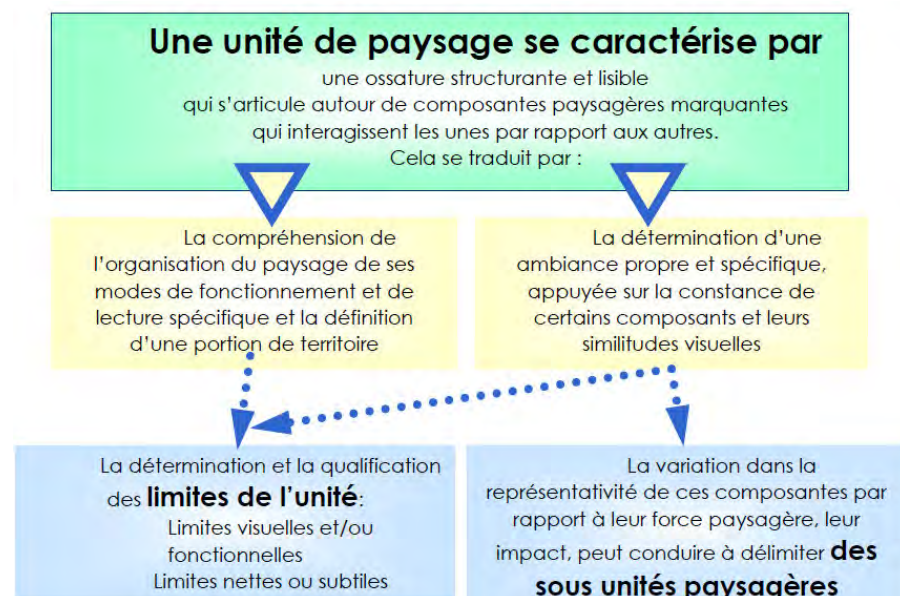 Une unité de paysage se caractérise par
une ossature structurante et lisible
qui s'articule autour de composantes paysagères marquantes
qui interagissent les unes par rapport aux autres.
Cela se traduit par :
La compréhension de
l'organisation du paysage de ses
modes de fonctionnement et de
lecture spécifique et la définition
d'une portion de territoire
La détermination d'une
ambiance propre et spécifique,
appuyée sur la constance de
certains composants et leurs
similitudes visuelles
La détermination et la qualification
des limites de l'unité:
Limites visuelles et/ou
fonctionnelles
Limites nettes ou subtiles
La variation dans la
représentativité de ces composantes par
rapport à leur force paysagère, leur
impact, peut conduire à délimiter des
sous unités paysagères